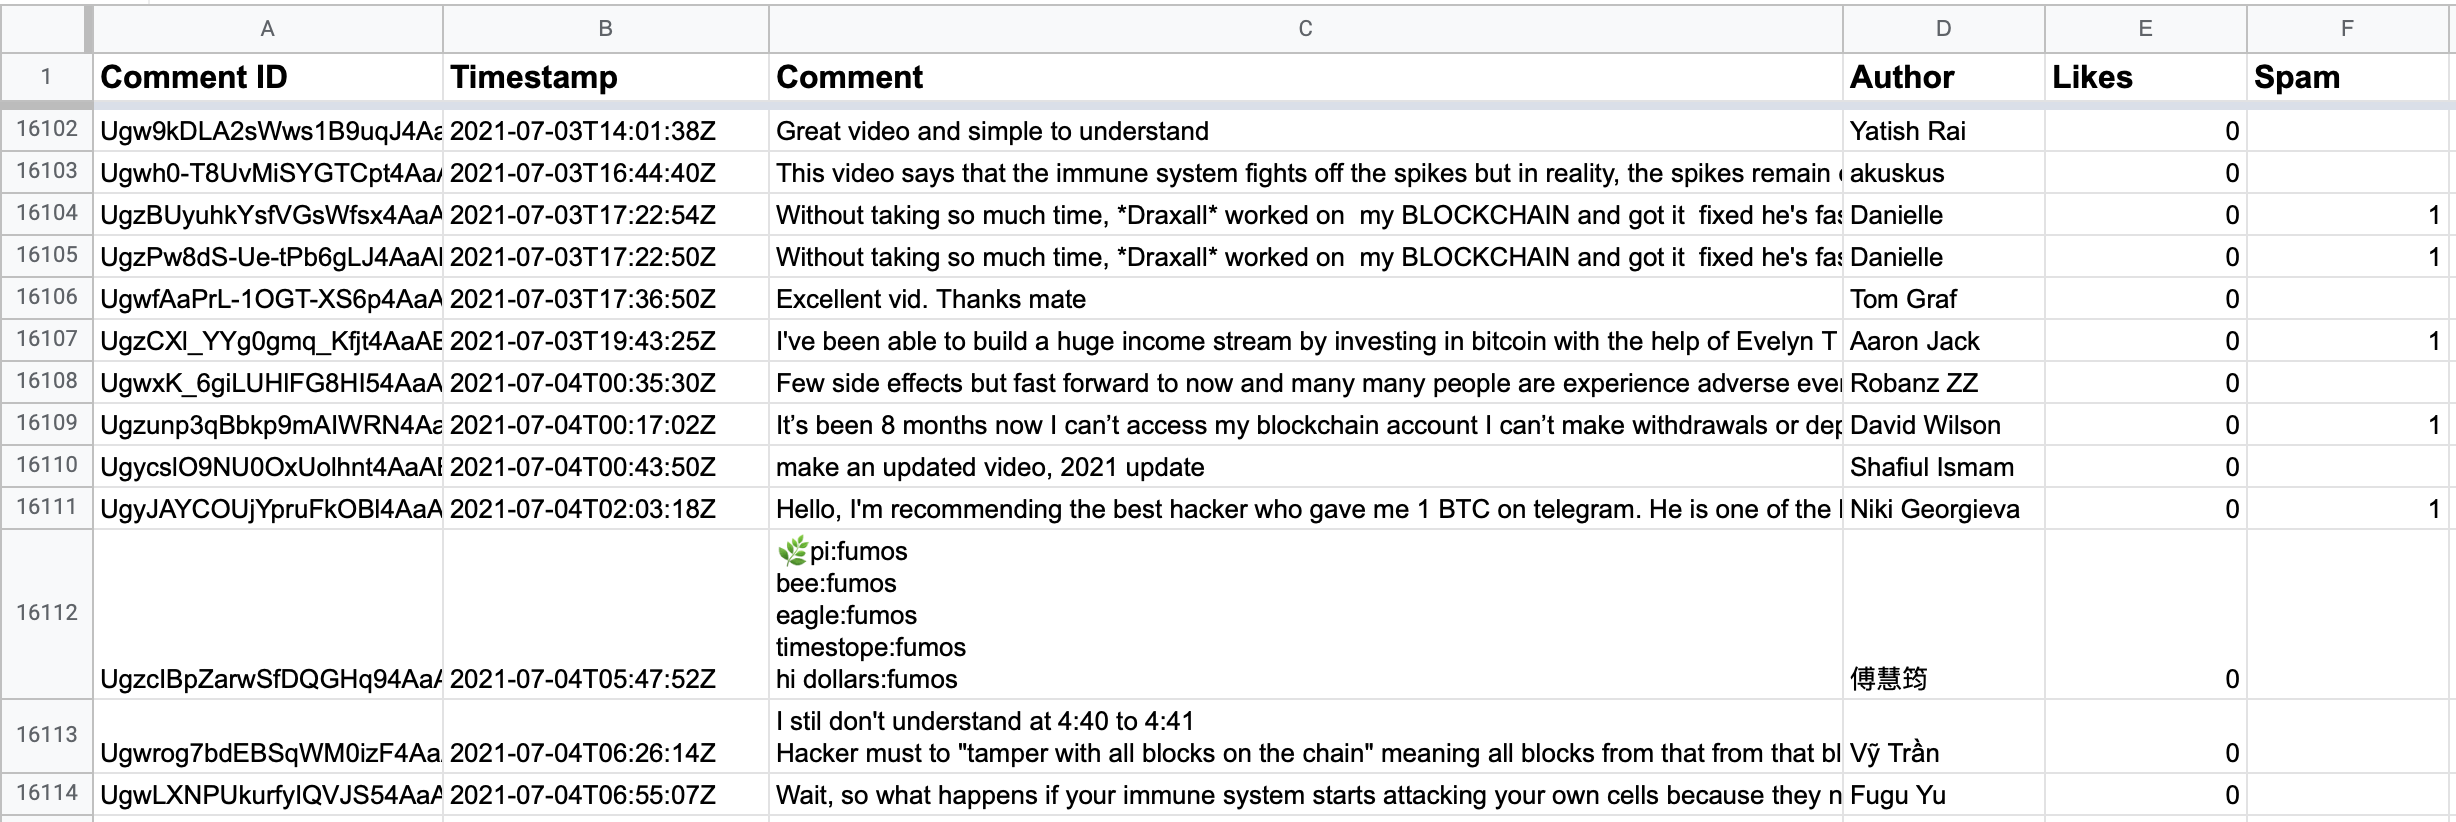 A B C D E F
1 Comment ID Timestamp Comment Author Likes Spam
16102 Ugw9kDLA2sWws1B9uqJ4Aa 2021-07-03T14:01:38Z Great video and simple to understand Yatish Rai 0
16103 Ugwh0-T8UvMiSYGTCpt4Aa 2021-07-03T16:44:40Z This video says that the immune system fights off the spikes but in reality, the spikes remain akuskus 0
16104 UgzBUyuhkYsfVGsWfsx4AaA 2021-07-03T17:22:54Z Without taking so much time, *Draxall* worked on  my BLOCKCHAIN and got it  fixed he's fas Danielle 0 1
16105 UgzPw8dS-Ue-tPb6gLJ4AaA 2021-07-03T17:22:50Z Without taking so much time, *Draxall* worked on  my BLOCKCHAIN and got it  fixed he's fas Danielle 0 1
16106 UgwfAaPrL-1OGT-XS6p4AaA 2021-07-03T17:36:50Z Excellent vid. Thanks mate Tom Graf 0
16107 UgzCXl_YYg0gmq_Kfjt4AaAE 2021-07-03T19:43:25Z I've been able to build a huge income stream by investing in bitcoin with the help of Evelyn T Aaron Jack 0 1
16108 UgwxK_6giLUHlFG8HI54AaA 2021-07-04T00:35:30Z Few side effects but fast forward to now and many many people are experience adverse ever Robanz ZZ 0
16109 Ugzunp3qBbkp9mAIWRN4Aa 2021-07-04T00:17:02Z It’s been 8 months now I can’t access my blockchain account I can’t make withdrawals or dep David Wilson 0 1
16110 UgycslO9NU0OxUolhnt4AaA 2021-07-04T00:43:50Z make an updated video, 2021 update Shafiul Ismam 0
16111 UgyJAYCOUjYpruFkOBl4AaA 2021-07-04T02:03:18Z Hello, I'm recommending the best hacker who gave me 1 BTC on telegram. He is one of the Niki Georgieva 0 1
🌿pi:fumos
bee:fumos
eagle:fumos
timestope:fumos
16112 UgzclBpZarwSfDQGHq94AaA 2021-07-04T05:47:52Z hi dollars:fumos 傅慧筠 0
I stil don't understand at 4:40 to 4:41
16113 Ugwrog7bdEBSqWM0izF4Aa 2021-07-04T06:26:14Z Hacker must to "tamper with all blocks on the chain" meaning all blocks from that from that bl Vỹ Trần 0
16114 UgwLXNPUkurfylQVJS54AaA 2021-07-04T06:55:07Z Wait, so what happens if your immune system starts attacking your own cells because they n Fugu Yu 0